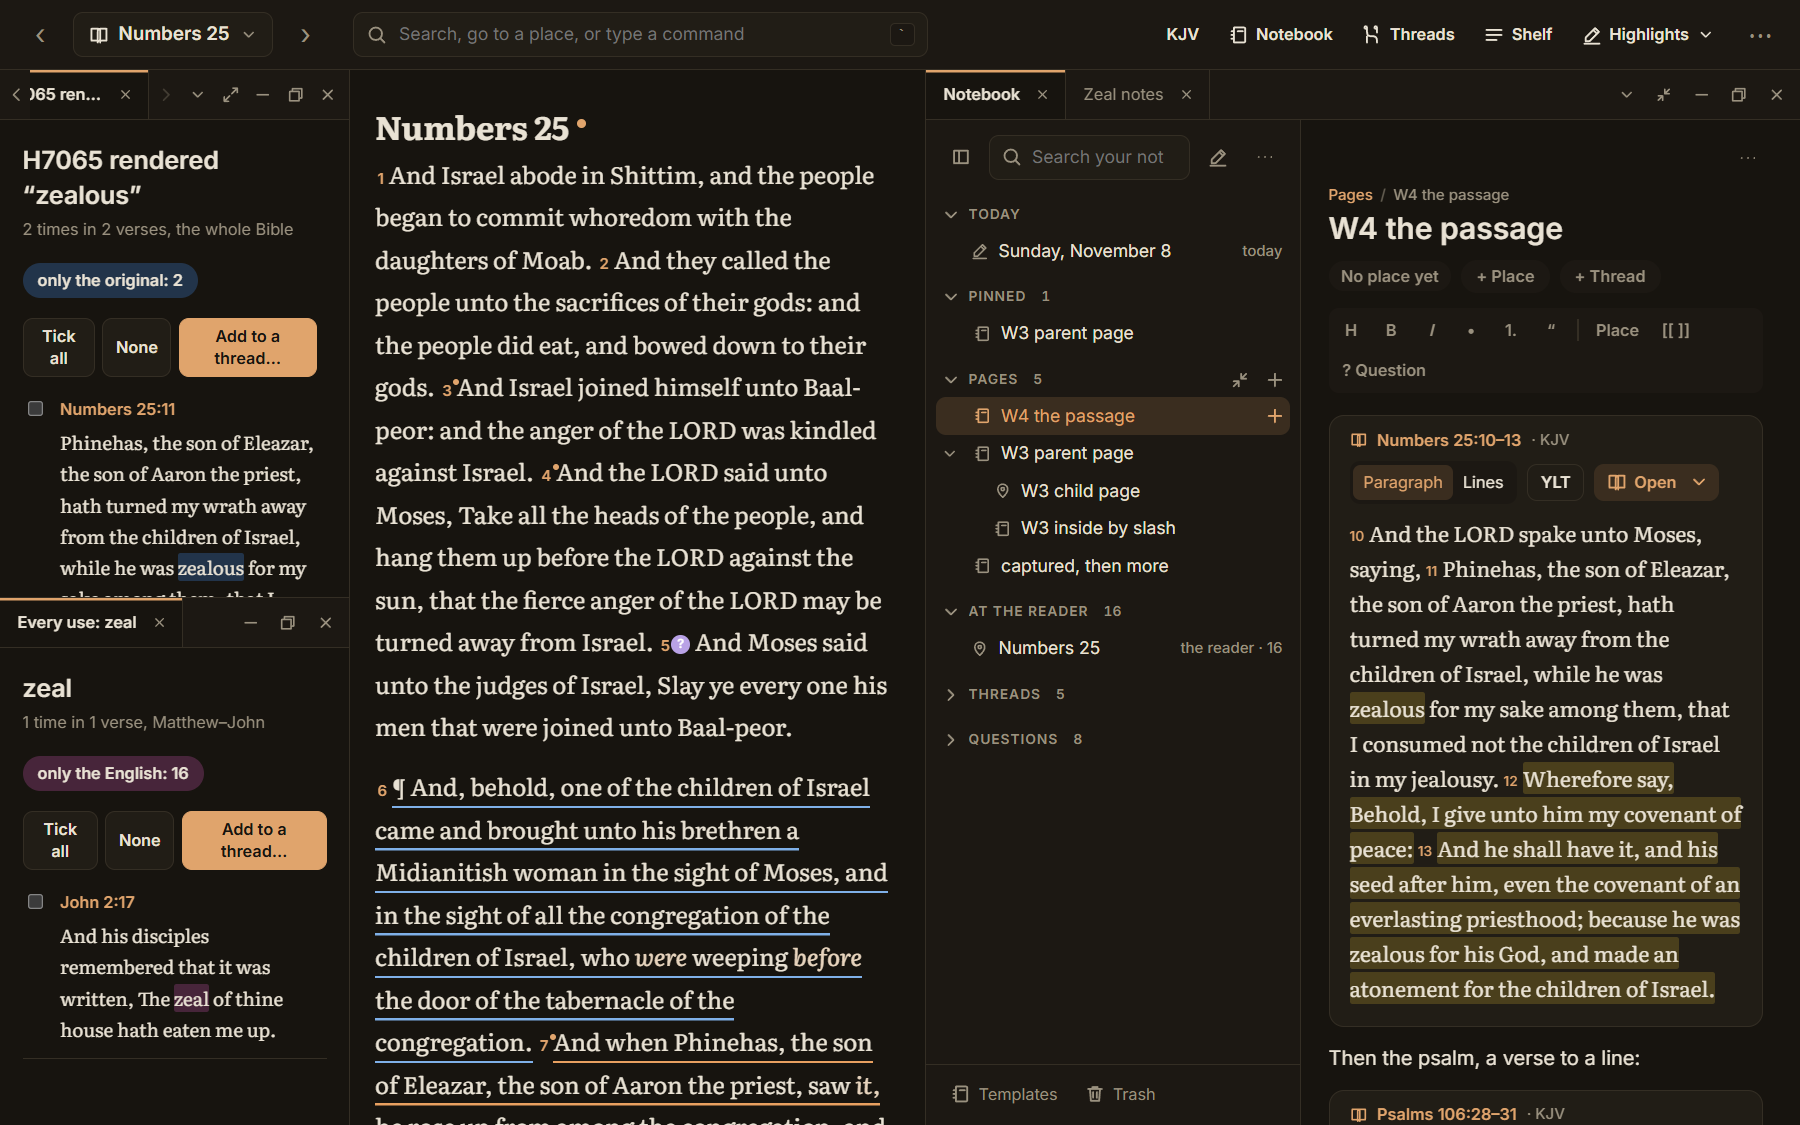 Numbers 25
Search, go to a place, or type a command
`
KJV
Notebook
Threads
Shelf
Highlights
065 ren...
H7065 rendered
“zealous”
2 times in 2 verses, the whole Bible
only the original: 2
Tick
all
None
Add to a
thread...
Numbers 25:11
Phinehas, the son of Eleazar,
the son of Aaron the priest,
hath turned my wrath away
from the children of Israel,
while he was zealous for my
sake among them, that I
Every use: zeal
zeal
1 time in 1 verse, Matthew–John
only the English: 16
Tick
all
None
Add to a
thread...
John 2:17
And his disciples
remembered that it was
written, The zeal of thine
house hath eaten me up.
Numbers 25
1 And Israel abode in Shittim, and the people
began to commit whoredom with the
daughters of Moab. 2 And they called the
people unto the sacrifices of their gods: and
the people did eat, and bowed down to their
gods. 3 And Israel joined himself unto Baal-
peor: and the anger of the LORD was kindled
against Israel. 4 And the LORD said unto
Moses, Take all the heads of the people, and
hang them up before the LORD against the
sun, that the fierce anger of the LORD may be
turned away from Israel. 5 ? And Moses said
unto the judges of Israel, Slay ye every one his
men that were joined unto Baal-peor.
6 ¶ And, behold, one of the children of Israel
came and brought unto his brethren a
Midianitish woman in the sight of Moses, and
in the sight of all the congregation of the
children of Israel, who were weeping before
the door of the tabernacle of the
congregation. 7 And when Phinehas, the son
of Eleazar, the son of Aaron the priest, saw it,
he rose up from among the congregation, and
Notebook
Zeal notes
Search your not
TODAY
Sunday, November 8 today
PINNED 1
W3 parent page
PAGES 5
W4 the passage
W3 parent page
W3 child page
W3 inside by slash
captured, then more
AT THE READER 16
Numbers 25 the reader · 16
THREADS 5
QUESTIONS 8
Templates
Trash
Pages / W4 the passage
W4 the passage
No place yet
+ Place
+ Thread
H B I • 1. “ Place [[ ]]
? Question
Numbers 25:10–13 · KJV
Paragraph Lines YLT Open
10 And the LORD spake unto Moses,
saying, 11 Phinehas, the son of Eleazar,
the son of Aaron the priest, hath
turned my wrath away from the
children of Israel, while he was
zealous for my sake among them, that
I consumed not the children of Israel
in my jealousy. 12 Wherefore say,
Behold, I give unto him my covenant of
peace: 13 And he shall have it, and his
seed after him, even the covenant of an
everlasting priesthood; because he was
zealous for his God, and made an
atonement for the children of Israel.
Then the psalm, a verse to a line:
Psalms 106:28–31 · KJV